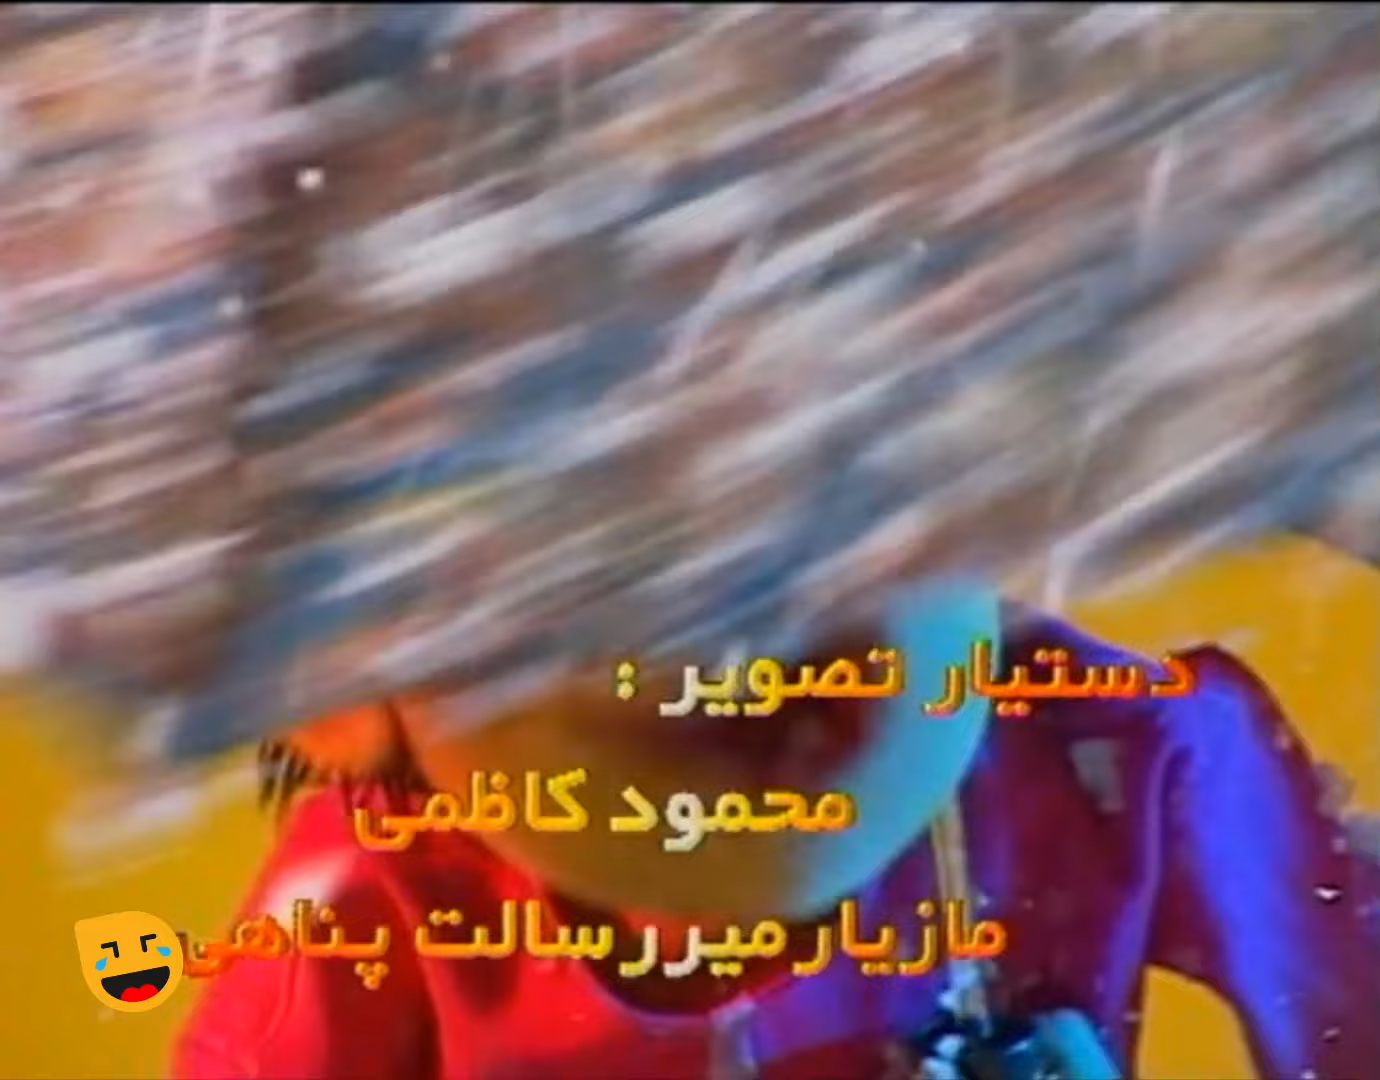 دستیار تصویر :
محمود کاظمی
مازیار میررسالت پناهی